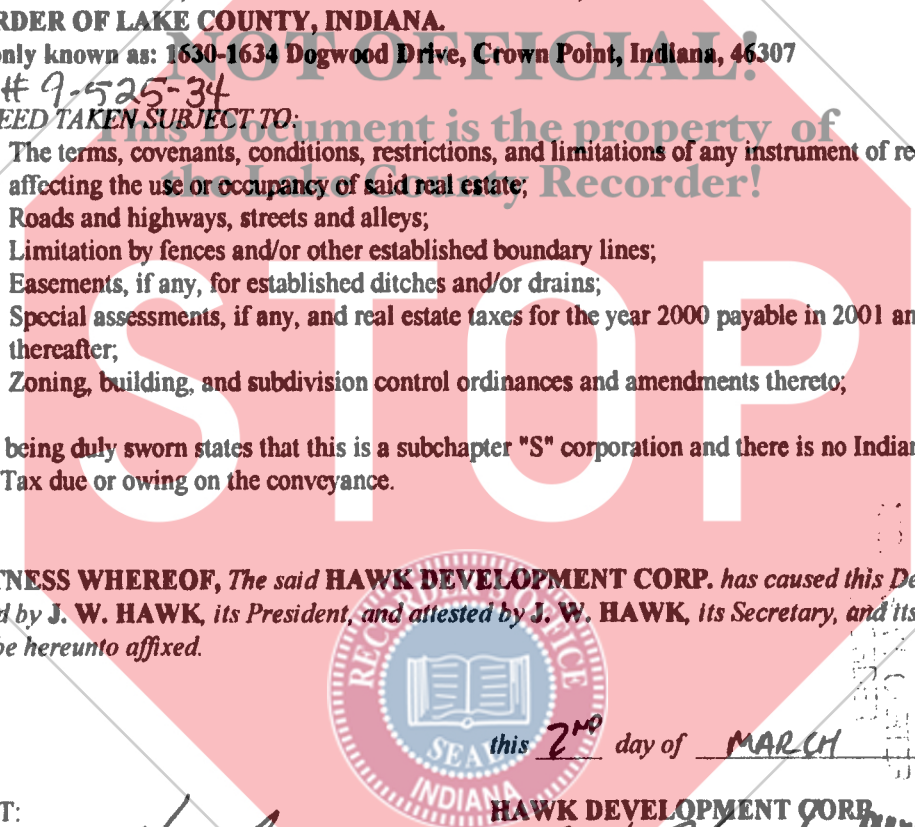 RDER OF LAKE COUNTY, INDIANA.
only known as: 1630-1634 Dogwood Drive, Crown Point, Indiana, 46307
NOT OFFICIAL!
# 9-525-34
EED TAKEN SUBJECT TO:
This Document is the property of
The terms, covenants, conditions, restrictions, and limitations of any instrument of re
affecting the use or occupancy of said real estate;
the Lake County Recorder!
Roads and highways, streets and alleys;
Limitation by fences and/or other established boundary lines;
Easements, if any, for established ditches and/or drains;
Special assessments, if any, and real estate taxes for the year 2000 payable in 2001 an
thereafter;
Zoning, building, and subdivision control ordinances and amendments thereto;
STOP
being duly sworn states that this is a subchapter "S" corporation and there is no Indian
Tax due or owing on the conveyance.
TNESS WHEREOF, The said HAWK DEVELOPMENT CORP. has caused this De
d by J. W. HAWK, its President, and attested by J. W. HAWK, its Secretary, and its
be hereunto affixed.
RECORDER'S OFFICE
SEAL
INDIANA
this 2ND day of MARCH
T:
HAWK DEVELOPMENT CORP.